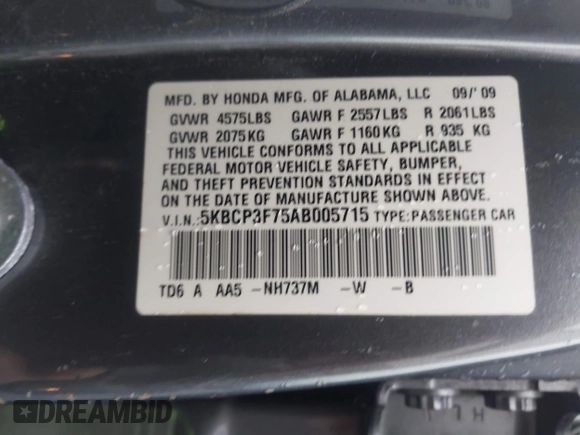 MFD. BY HONDA MFG. OF ALABAMA, LLC 09/'09
GVWR 4575LBS GAWR F 2557LBS R 2061LBS
GVWR 2075KG GAWR F 1160KG R 935 KG
THIS VEHICLE CONFORMS TO ALL APPLICABLE
FEDERAL MOTOR VEHICLE SAFETY, BUMPER,
AND THEFT PREVENTION STANDARDS IN EFFECT
ON THE DATE OF MANUFACTURE SHOWN ABOVE.
V.I.N.:5KBCP3F75AB005715 TYPE:PASSENGER CAR
TD6 A AA5 -NH737M -W -B
H L I
DREAMBID